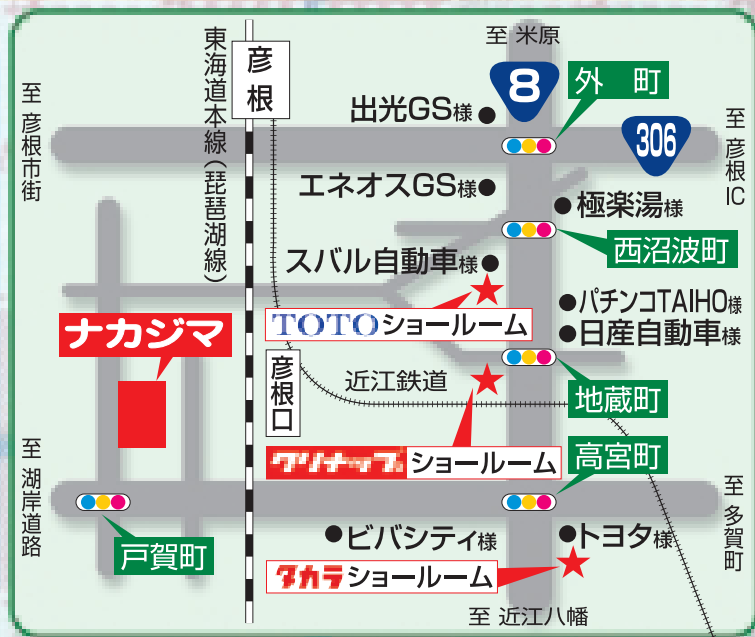 至 米原
東海道本線(琵琶湖線)
彦根
8
外 町
至 彦根市街
出光GS様
306
至 彦根IC
エネオスGS様
極楽湯様
西沼波町
スバル自動車様
パチンコTAIHO様
TOTOショールーム
日産自動車様
ナカジマ
彦根口
近江鉄道
地蔵町
クリナップ ショールーム
高宮町
至 湖岸道路
至 多賀町
戸賀町
ビバシティ様
トヨタ様
タカラ ショールーム
至 近江八幡